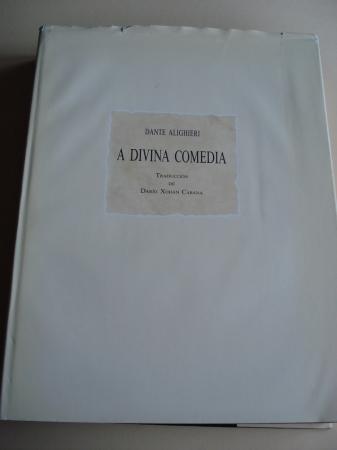 DANTE ALIGHIERI
A DIVINA COMEDIA
TRADUCCIÓN
DE
DARÍO XOHÁN CABANA